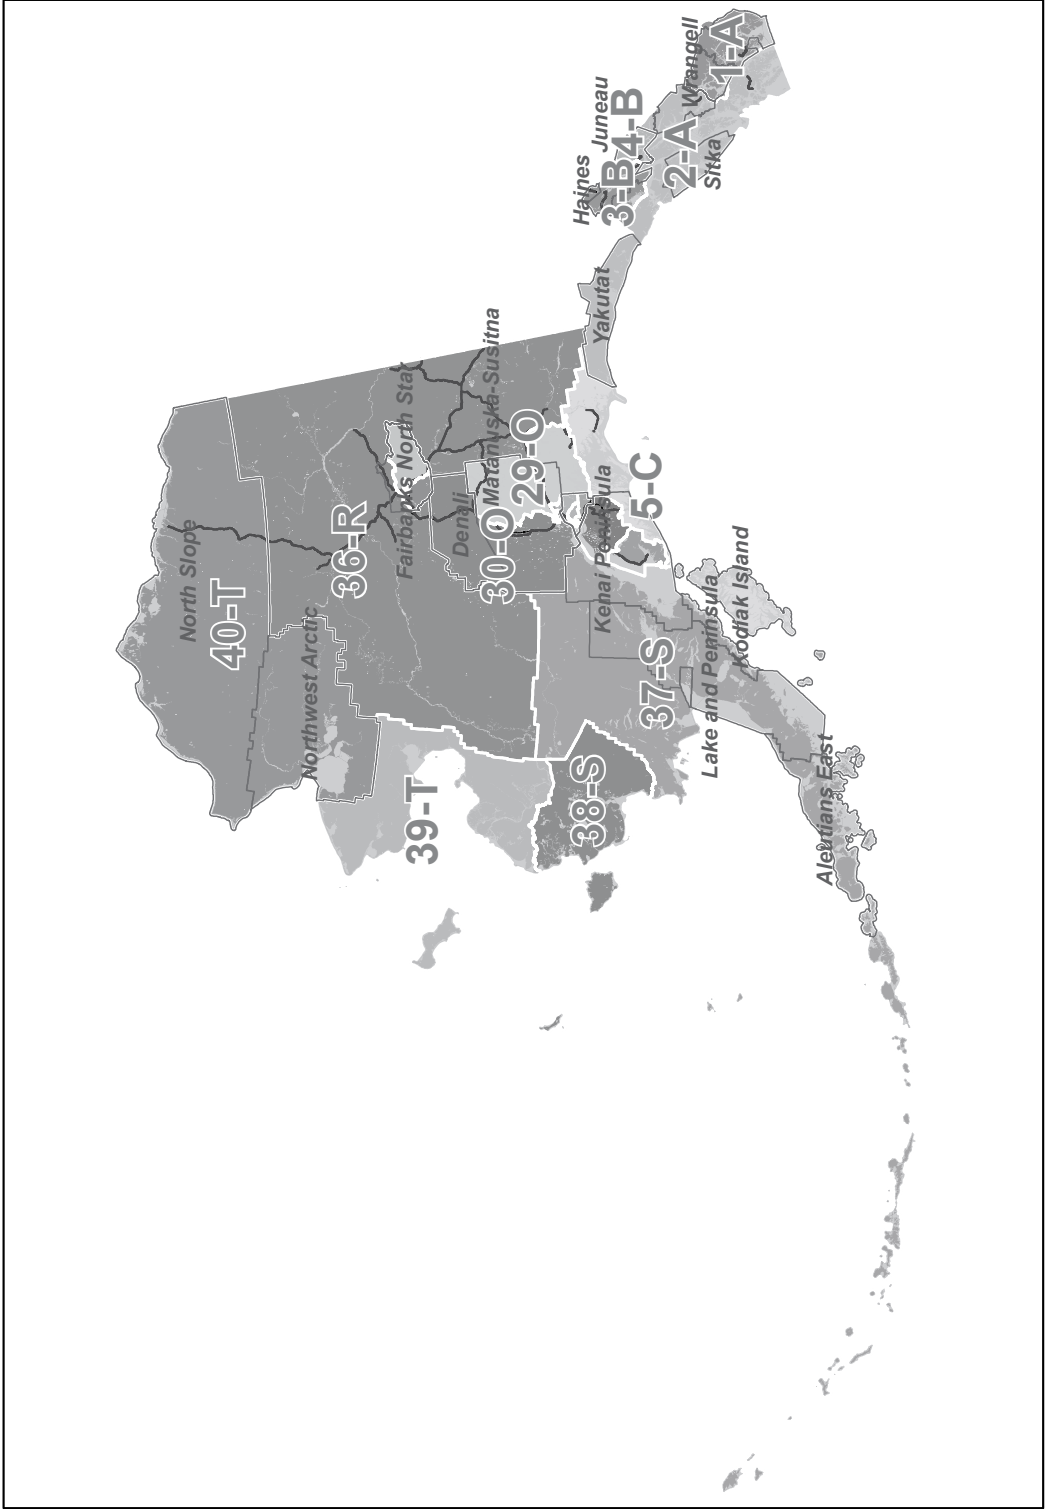 North Slope
40-T
Northwest Arctic
36-R
Fairbanks North Star
39-T
Denali
Matanuska-Susitna
30-O
29-O
38-S
Kenai Peninsula
37-S
5-C
Lake and Peninsula
Kodiak Island
Aleutians East
Yakutat
Haines
3-B
Juneau
4-B
2-A
Sitka
Wrangell
1-A